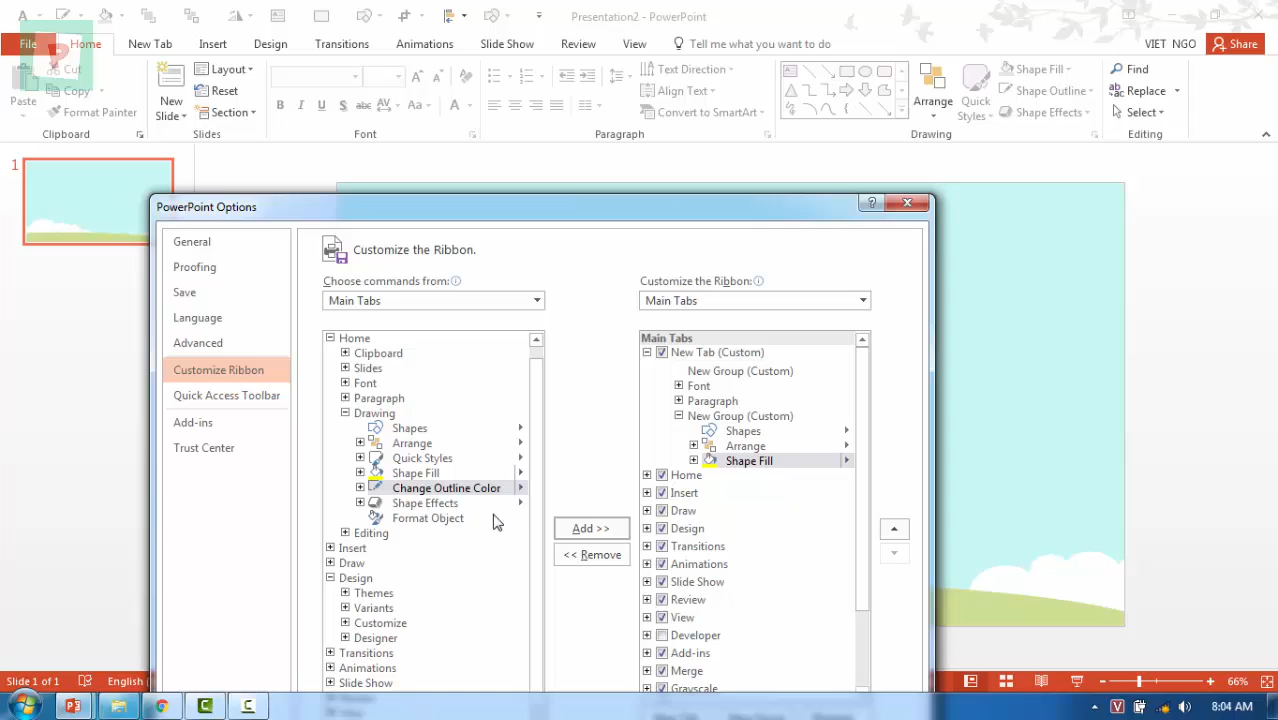 Presentation2 - PowerPoint
File Home New Tab Insert Design Transitions Animations Slide Show Review View Tell me what you want to do VIET NGO Share
Cut
Copy
Format Painter
Paste
Clipboard
New
Slide
Layout
Reset
Section
Slides
B I U S abc AV Aa A
Font
Text Direction
Align Text
Convert to SmartArt
Paragraph
Arrange
Quick
Styles
Shape Fill
Shape Outline
Shape Effects
Drawing
Find
Replace
Select
Editing
1
PowerPoint Options
General
Proofing
Save
Language
Advanced
Customize Ribbon
Quick Access Toolbar
Add-ins
Trust Center
Customize the Ribbon.
Choose commands from:
Main Tabs
Home
Clipboard
Slides
Font
Paragraph
Drawing
Shapes
Arrange
Quick Styles
Shape Fill
Change Outline Color
Shape Effects
Format Object
Editing
Insert
Draw
Design
Themes
Variants
Customize
Designer
Transitions
Animations
Slide Show
Add >>
<< Remove
Customize the Ribbon:
Main Tabs
Main Tabs
New Tab (Custom)
New Group (Custom)
Font
Paragraph
New Group (Custom)
Shapes
Arrange
Shape Fill
Home
Insert
Draw
Design
Transitions
Animations
Slide Show
Review
View
Developer
Add-ins
Merge
Grayscale
Slide 1 of 1 English
66%
8:04 AM